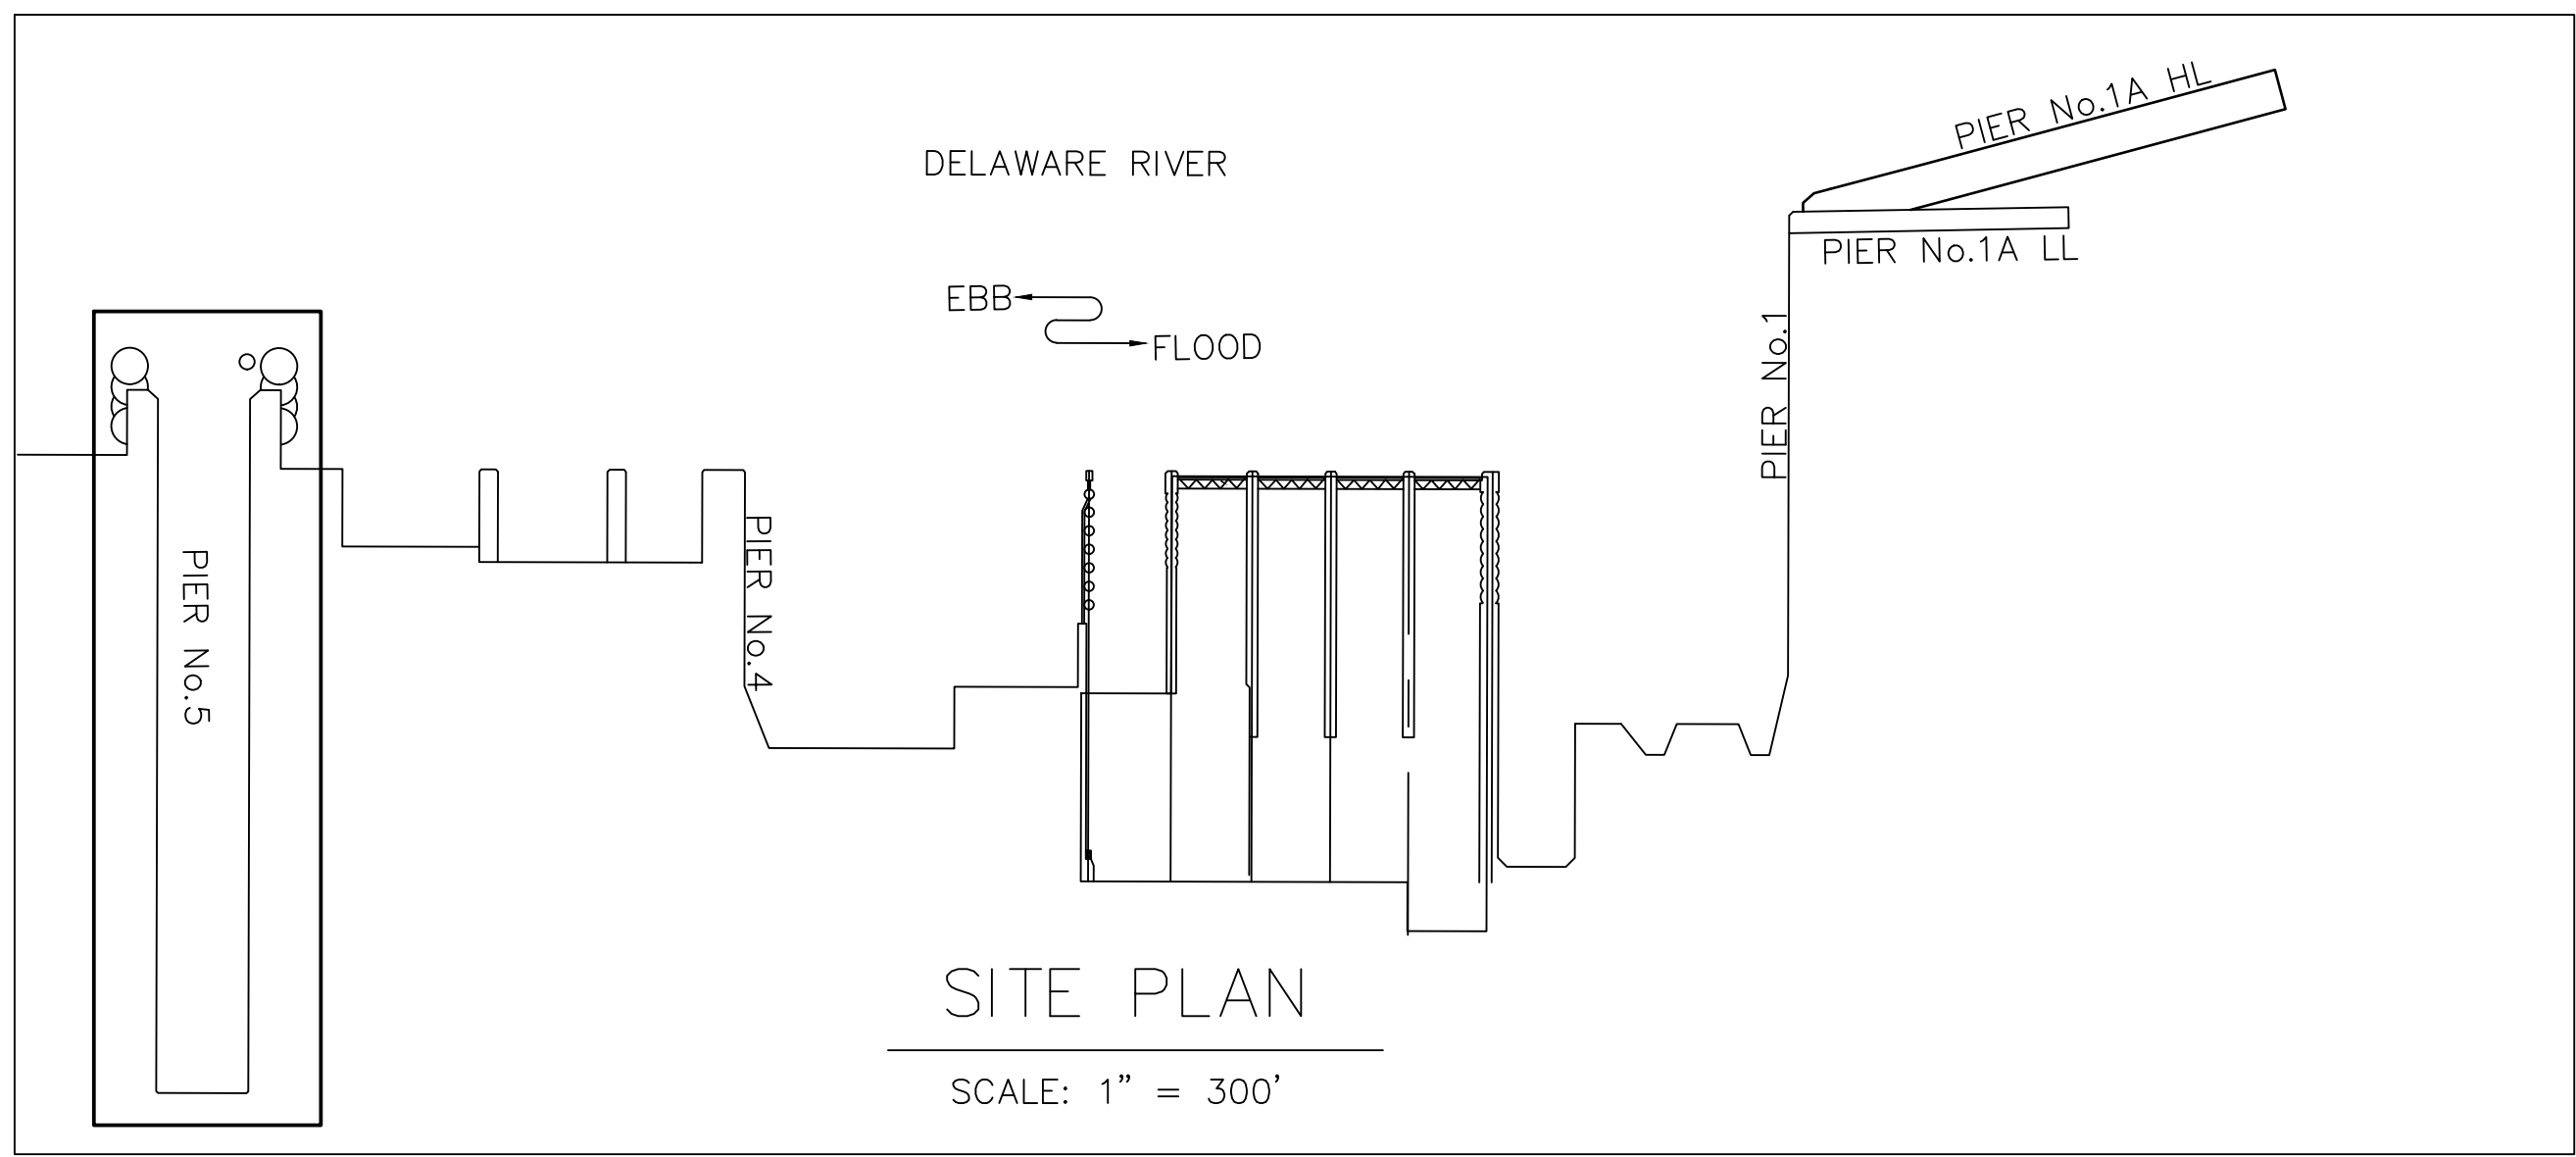 PIER No.1A HL
DELAWARE RIVER
PIER No.1A LL
EBB
FLOOD
PIER No.1
PIER No.4
PIER No.5
SITE PLAN
SCALE: 1” = 300’